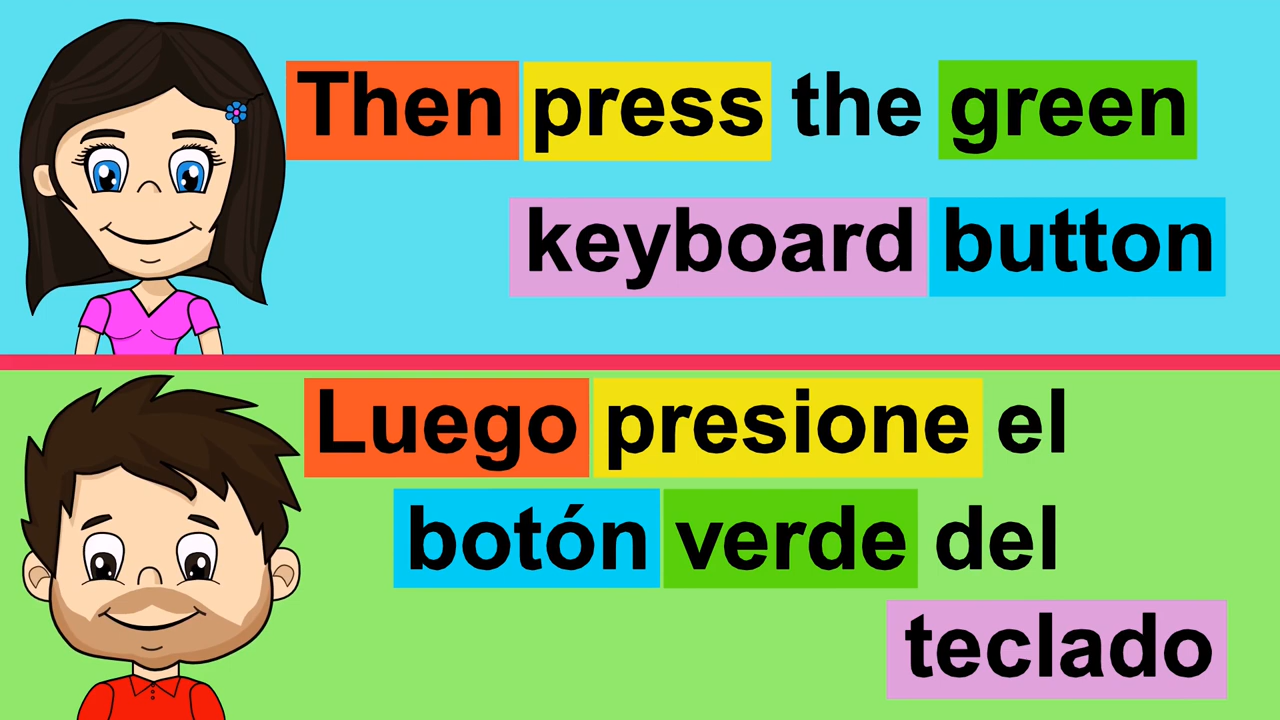 Then press the green
keyboard button
Luego presione el
botón verde del
teclado